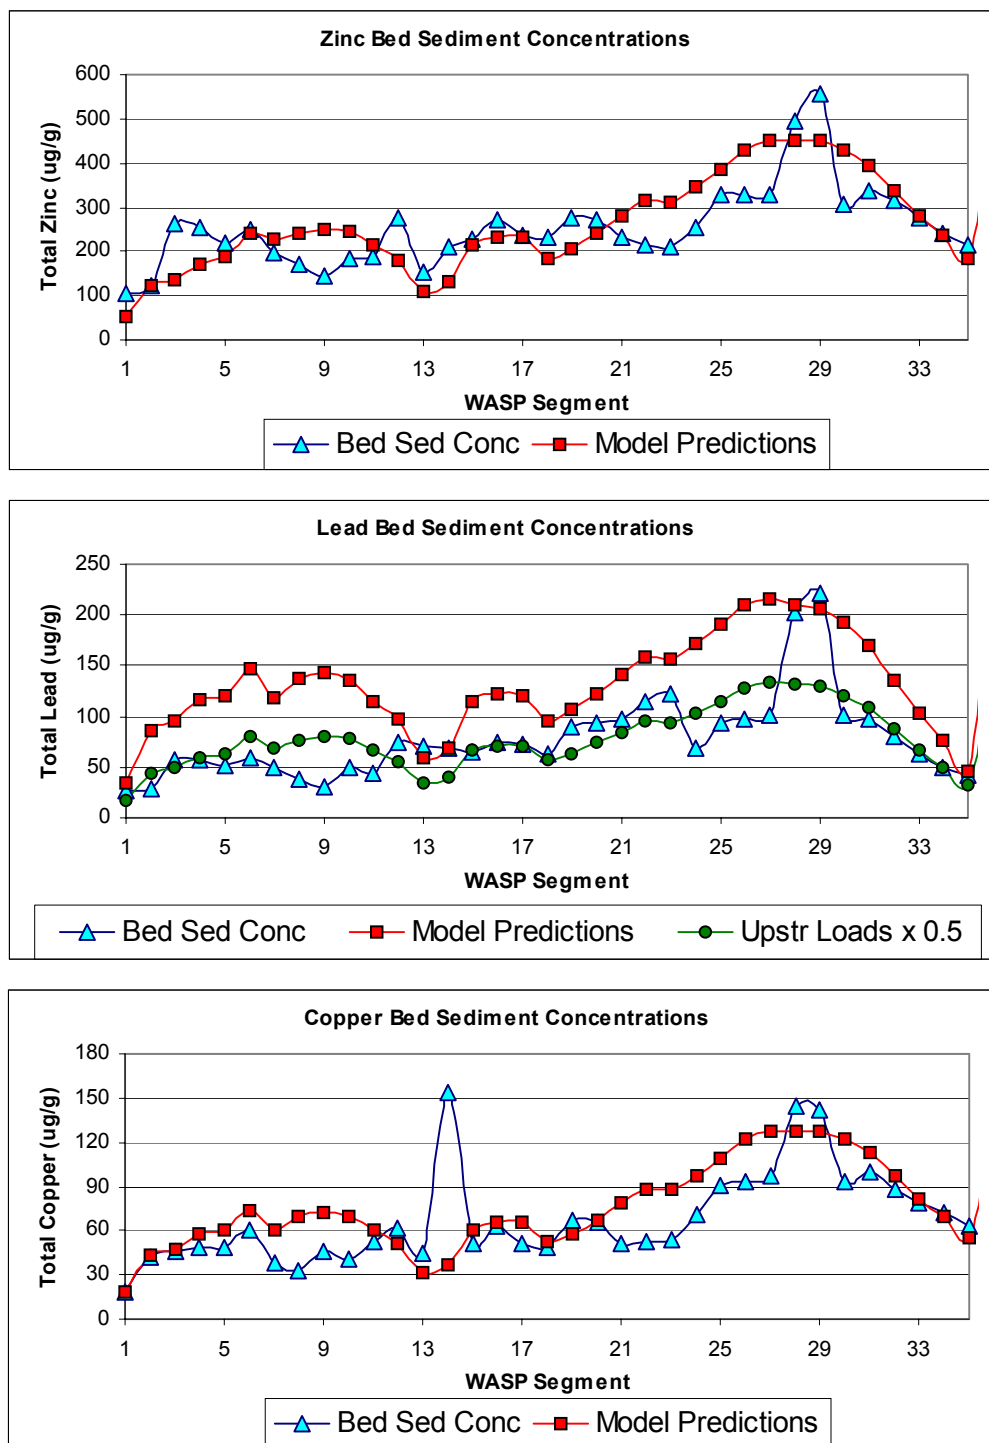 Zinc Bed Sediment Concentrations
Total Zinc (ug/g)
600
500
400
300
200
100
0
1 5 9 13 17 21 25 29 33
WASP Segment
Bed Sed Conc Model Predictions
Lead Bed Sediment Concentrations
Total Lead (ug/g)
250
200
150
100
50
0
1 5 9 13 17 21 25 29 33
WASP Segment
Bed Sed Conc Model Predictions Upstr Loads x 0.5
Copper Bed Sediment Concentrations
Total Copper (ug/g)
180
150
120
90
60
30
0
1 5 9 13 17 21 25 29 33
WASP Segment
Bed Sed Conc Model Predictions